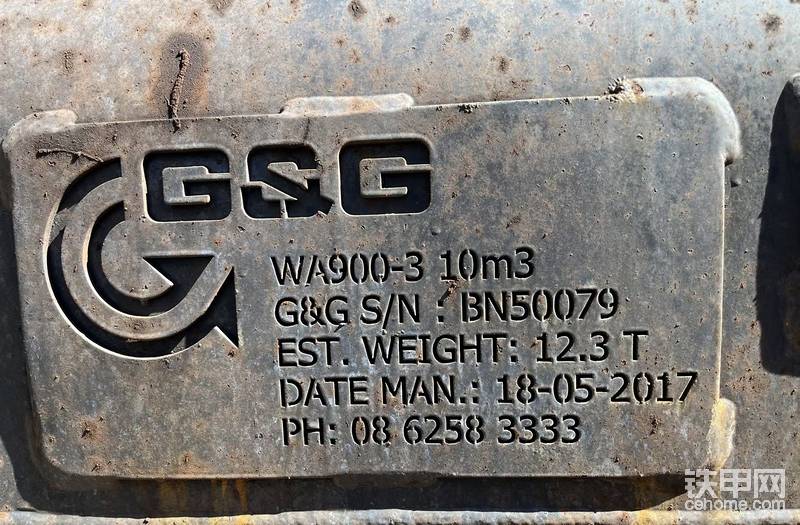 G&G
WA900-3 10m3
G&G S/N : BN50079
EST. WEIGHT: 12.3 T
DATE MAN.: 18-05-2017
PH: 08 6258 3333
铁甲网
cehome.com